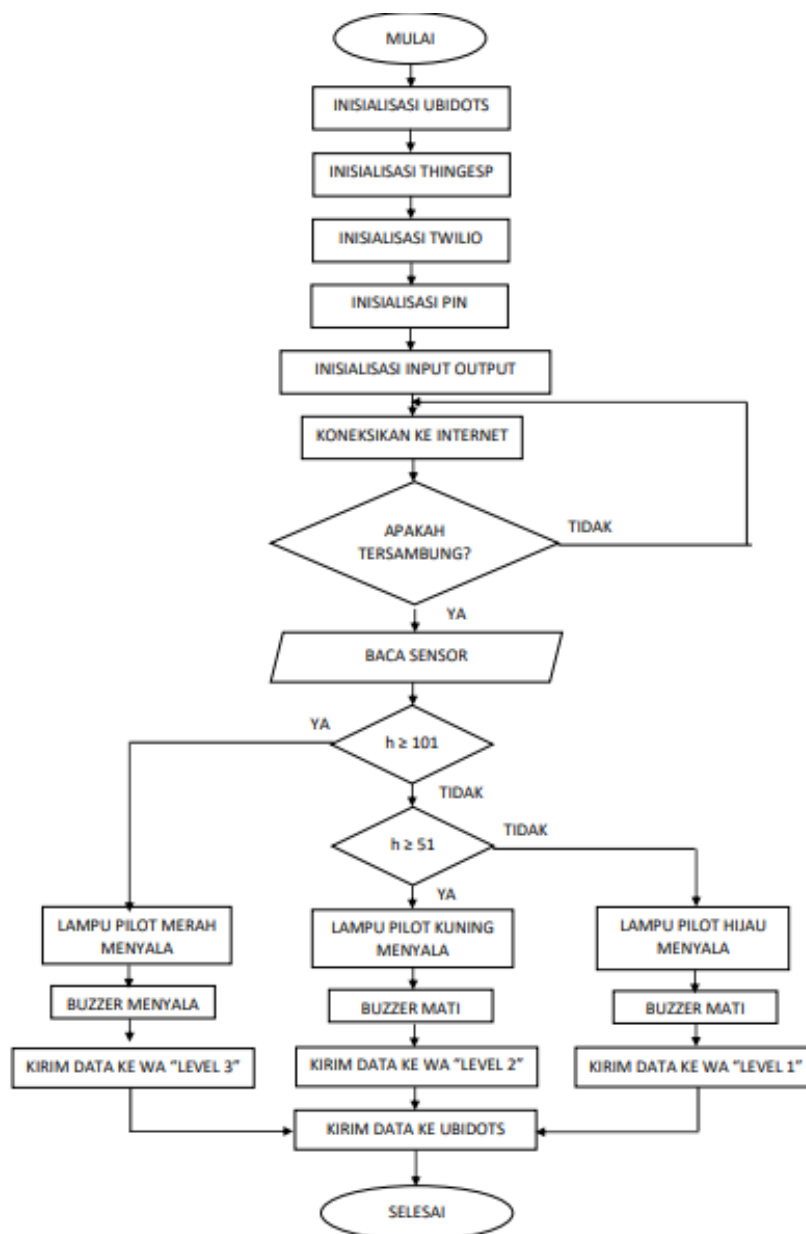 MULAI
INISIALISASI UBIDOTS
INISIALISASI THINGESP
INISIALISASI TWILIO
INISIALISASI PIN
INISIALISASI INPUT OUTPUT
KONEKSIKAN KE INTERNET
APAKAH
TERSAMBUNG?
TIDAK
YA
BACA SENSOR
YA
h ≥ 101
TIDAK
h ≥ 51
TIDAK
YA
LAMPU PILOT MERAH
MENYALA
LAMPU PILOT KUNING
MENYALA
LAMPU PILOT HIJAU
MENYALA
BUZZER MENYALA
BUZZER MATI
BUZZER MATI
KIRIM DATA KE WA “LEVEL 3”
KIRIM DATA KE WA “LEVEL 2”
KIRIM DATA KE WA “LEVEL 1”
KIRIM DATA KE UBIDOTS
SELESAI